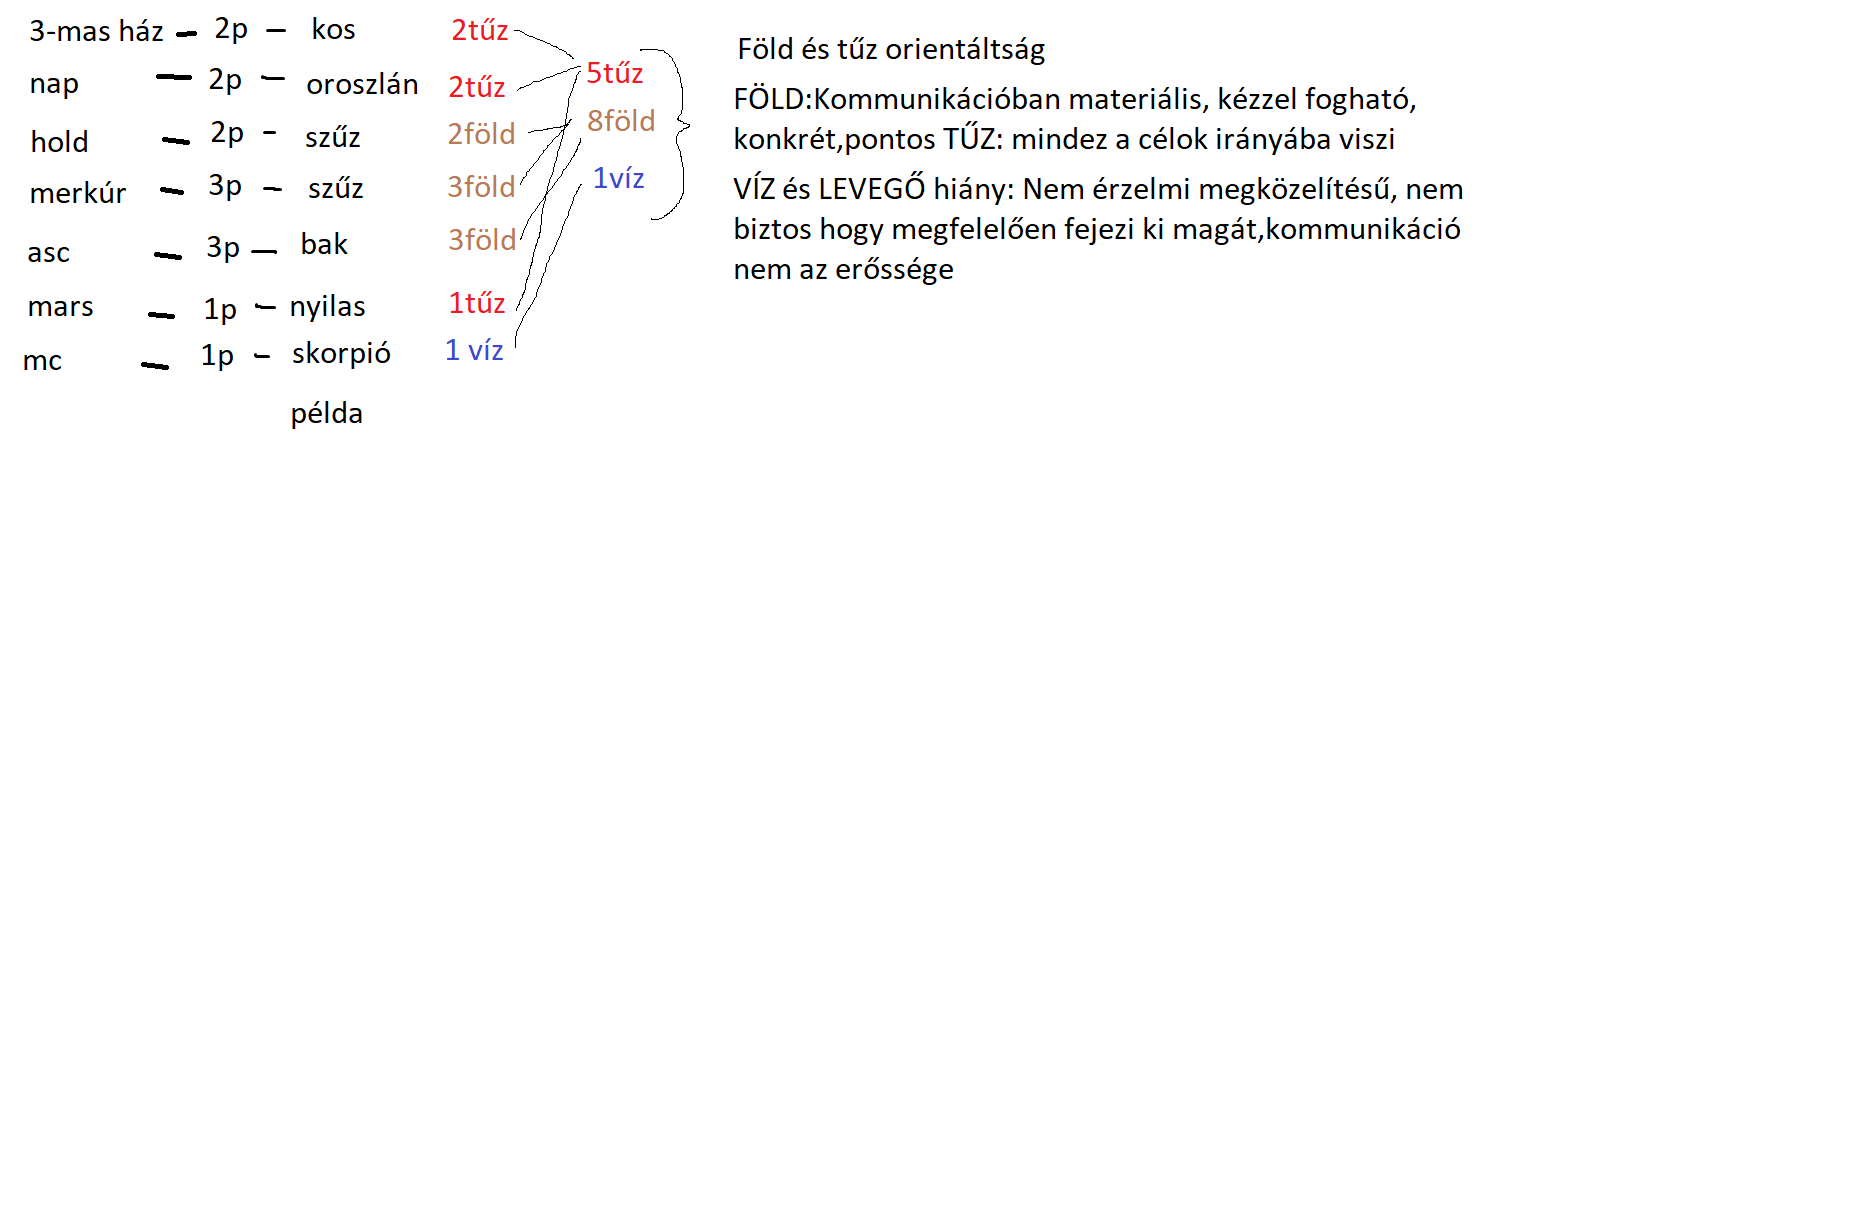 3-mas ház – 2p – kos 2tűz
nap – 2p – oroszlán 2tűz
hold – 2p – szűz 2föld
merkúr – 3p – szűz 3föld
asc – 3p – bak 3föld
mars – 1p – nyilas 1tűz
mc – 1p – skorpió 1 víz
példa
5tűz
8föld
1víz
Föld és tűz orientáltság
FÖLD:Kommunikációban materiális, kézzel fogható,
konkrét,pontos TŰZ: mindez a célok irányába viszi
VÍZ és LEVEGŐ hiány: Nem érzelmi megközelítésű, nem
biztos hogy megfelelően fejezi ki magát,kommunikáció
nem az erőssége